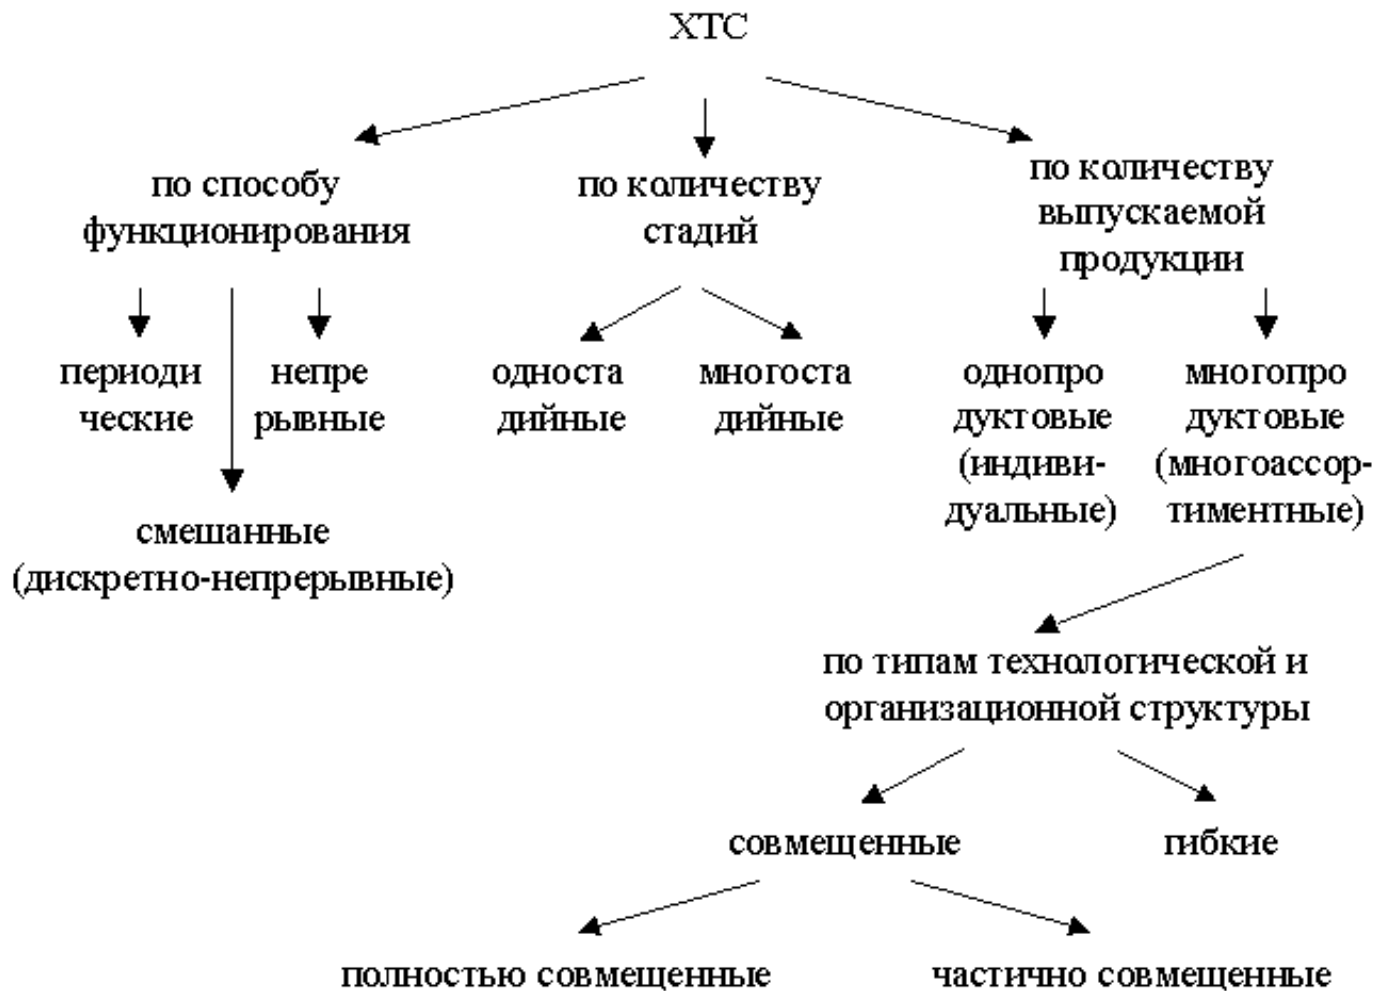 ХТС
по способу
функционирования
по количеству
стадий
по количеству
выпускаемой
продукции
периоди
ческие
непре
рывные
смешанные
(дискретно-непрерывные)
односта
дийные
многоста
дийные
однопро
дуктовые
(индиви-
дуальные)
многопро
дуктовые
(многоассор-
тиментные)
по типам технологической и
организационной структуры
совмещенные
гибкие
полностью совмещенные
частично совмещенные